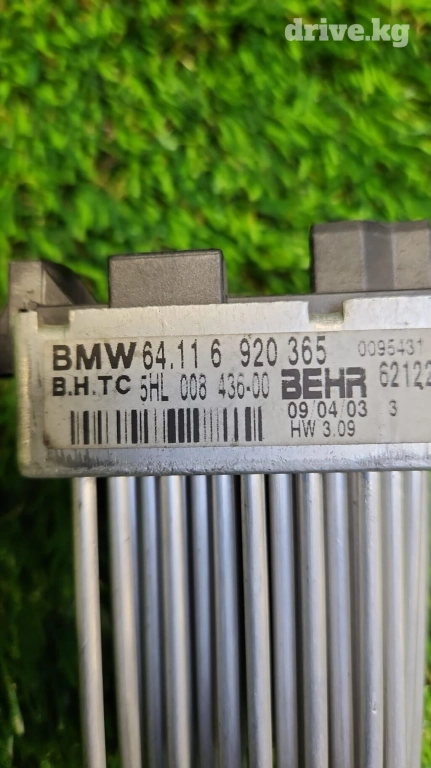 drive.kg
BMW 64.11 6 920 365 0095431
B.H.TC 5HL 008 436-00 BEHR 62122
09/04/03 3
HW 3.09